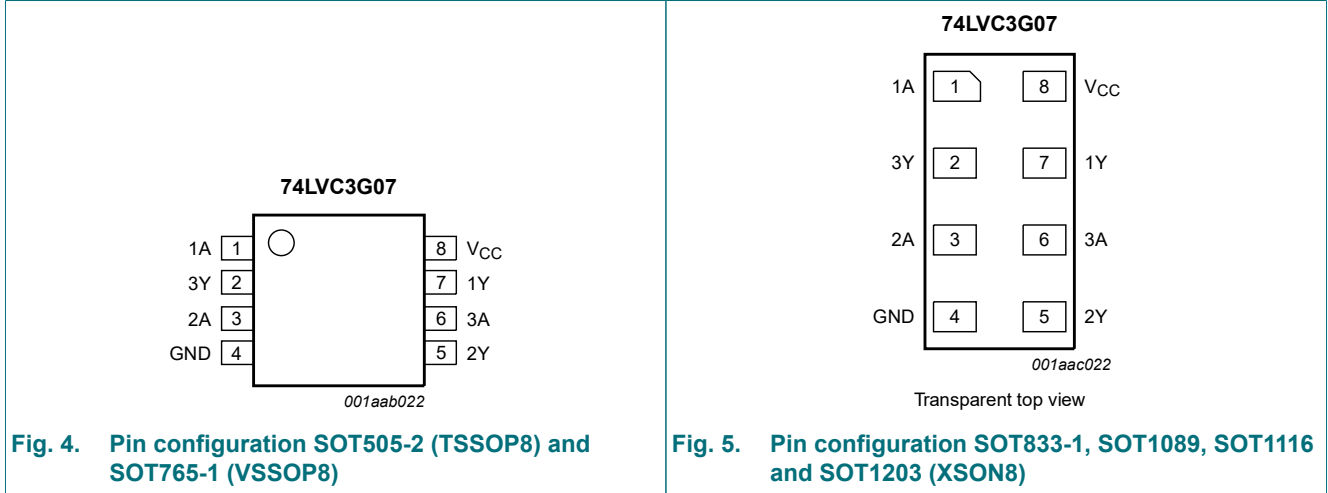 74LVC3G07
1A 1 8 VCC
3Y 2 7 1Y
2A 3 6 3A
GND 4 5 2Y
001aab022
Fig. 4. Pin configuration SOT505-2 (TSSOP8) and
SOT765-1 (VSSOP8)
74LVC3G07
1A 1 8 VCC
3Y 2 7 1Y
2A 3 6 3A
GND 4 5 2Y
001aac022
Transparent top view
Fig. 5. Pin configuration SOT833-1, SOT1089, SOT1116
and SOT1203 (XSON8)